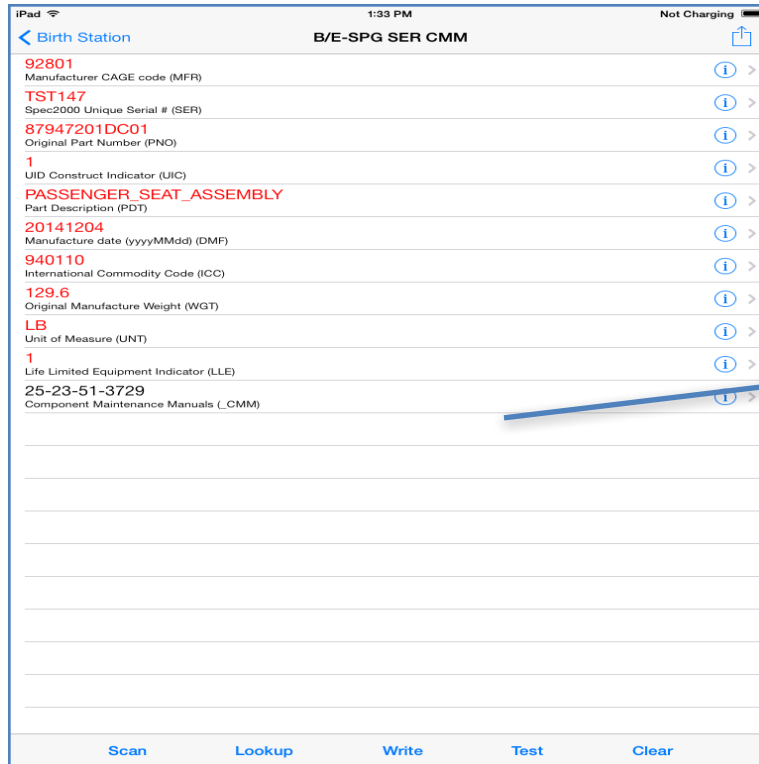 iPad 1:33 PM Not Charging
Birth Station B/E-SPG SER CMM
92801
Manufacturer CAGE code (MFR)
TST147
Spec2000 Unique Serial # (SER)
87947201DC01
Original Part Number (PNO)
1
UID Construct Indicator (UIC)
PASSENGER_SEAT_ASSEMBLY
Part Description (PDT)
20141204
Manufacture date (yyyyMMdd) (DMF)
940110
International Commodity Code (ICC)
129.6
Original Manufacture Weight (WGT)
LB
Unit of Measure (UNT)
1
Life Limited Equipment Indicator (LLE)
25-23-51-3729
Component Maintenance Manuals (_CMM)
Scan Lookup Write Test Clear